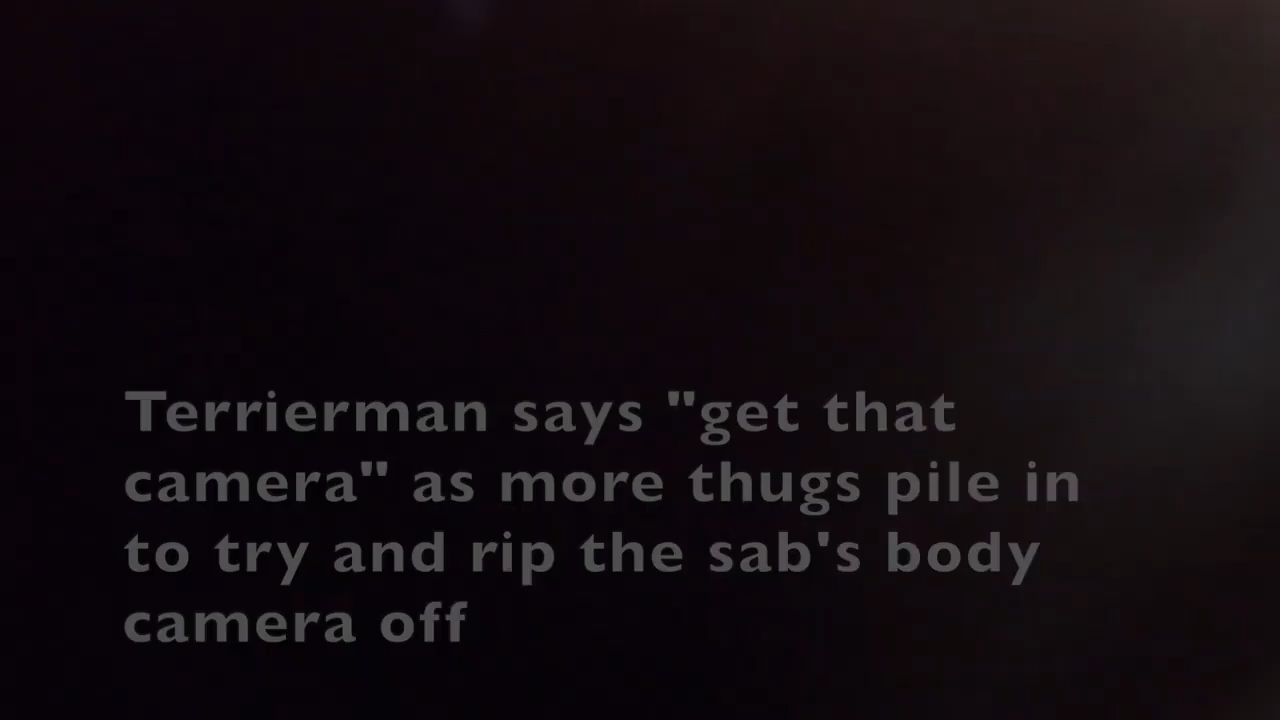 Terrierman says "get that
camera" as more thugs pile in
to try and rip the sab's body
camera off